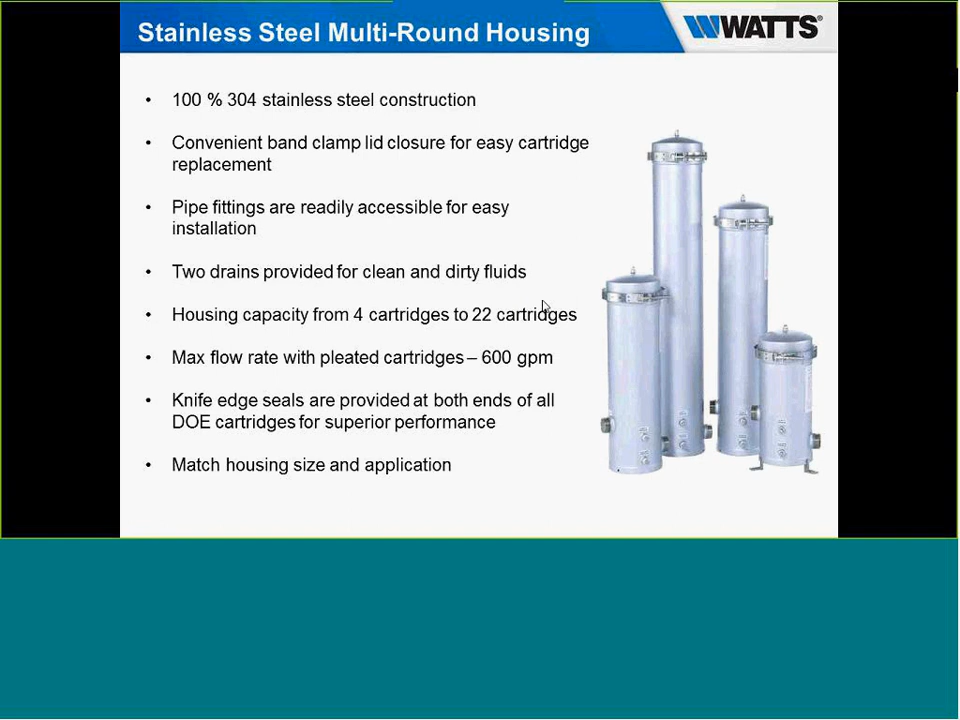 Stainless Steel Multi-Round Housing
WATTS®
• 100 % 304 stainless steel construction
• Convenient band clamp lid closure for easy cartridge
replacement
• Pipe fittings are readily accessible for easy
installation
• Two drains provided for clean and dirty fluids
• Housing capacity from 4 cartridges to 22 cartridges
• Max flow rate with pleated cartridges – 600 gpm
• Knife edge seals are provided at both ends of all
DOE cartridges for superior performance
• Match housing size and application